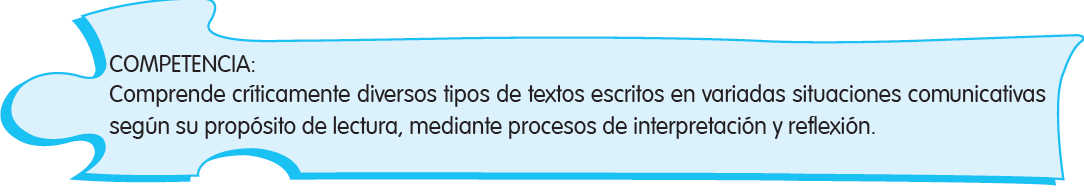 COMPETENCIA:
Comprende críticamente diversos tipos de textos escritos en variadas situaciones comunicativas
según su propósito de lectura, mediante procesos de interpretación y reflexión.